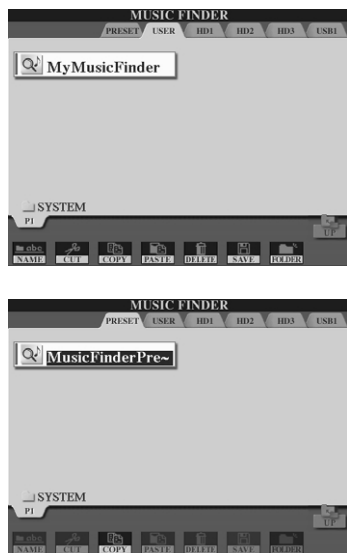 MUSIC FINDER
PRESET USER HD1 HD2 HD3 USB1
MyMusicFinder
SYSTEM
P1
UP
abc
NAME CUT COPY PASTE DELETE SAVE FOLDER
MUSIC FINDER
PRESET USER HD1 HD2 HD3 USB1
MusicFinderPre~
SYSTEM
P1
UP
abc
NAME CUT COPY PASTE DELETE SAVE FOLDER